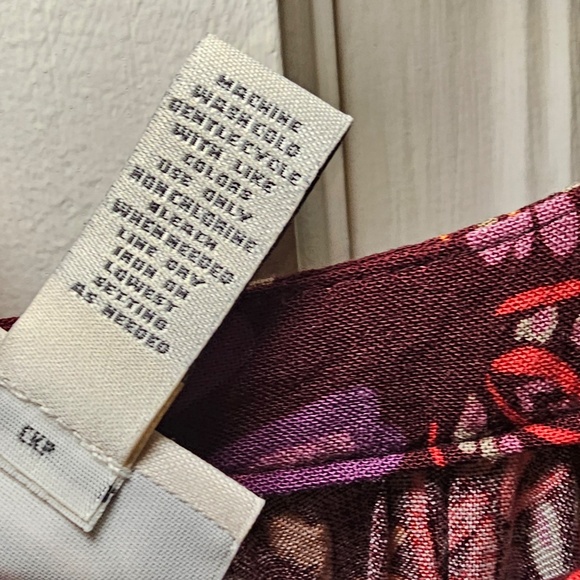 MACHINE
WASH COLD
GENTLE CYCLE
WITH LIKE
COLORS
USE ONLY
NON CHLORINE
BLEACH
WHEN NEEDED
LINE DRY
IRON ON
LOWEST
SETTING
AS NEEDED
EKP